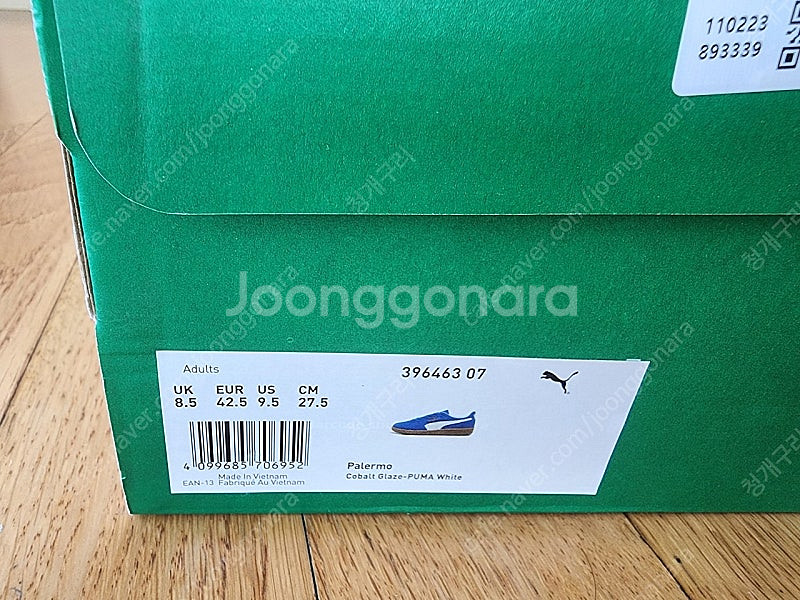 110223
893339
Joonggonara
Adults
396463 07
UK EUR US CM
8.5 42.5 9.5 27.5
4 099685 706952
EAN-13 Made In Vietnam
Fabriqué Au Vietnam
Palermo
Cobalt Glaze-PUMA White